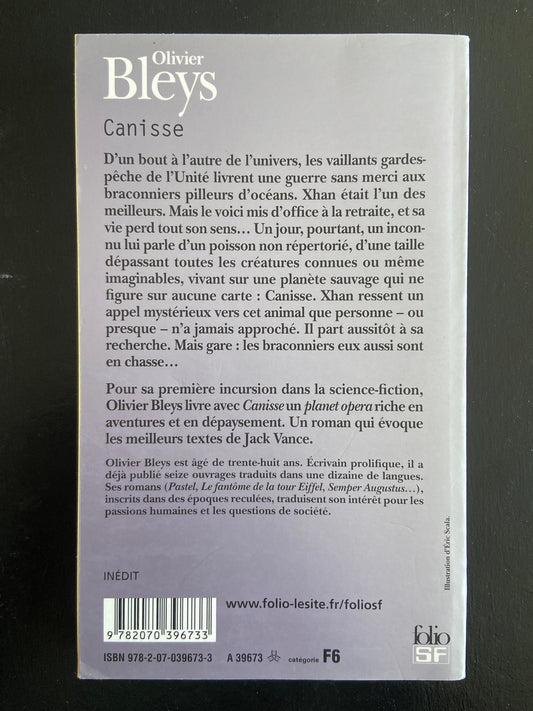 Olivier
Bleys
Canisse
D'un bout à l'autre de l'univers, les vaillants gardes-
pêche de l'Unité livrent une guerre sans merci aux
braconniers pilleurs d'océans. Xhan était l'un des
meilleurs. Mais le voici mis d'office à la retraite, et sa
vie perd tout son sens… Un jour, pourtant, un incon-
nu lui parle d'un poisson non répertorié, d'une taille
dépassant toutes les créatures connues ou même
imaginables, vivant sur une planète sauvage qui ne
figure sur aucune carte : Canisse. Xhan ressent un
appel mystérieux vers cet animal que personne – ou
presque – n'a jamais approché. Il part aussitôt à sa
recherche. Mais gare : les braconniers eux aussi sont
en chasse…
Pour sa première incursion dans la science-fiction,
Olivier Bleys livre avec Canisse un planet opera riche en
aventures et en dépaysement. Un roman qui évoque
les meilleurs textes de Jack Vance.
Olivier Bleys est âgé de trente-huit ans. Écrivain prolifique, il a
déjà publié seize ouvrages traduits dans une dizaine de langues.
Ses romans (Pastel, Le fantôme de la tour Eiffel, Semper Augustus…),
inscrits dans des époques reculées, traduisent son intérêt pour les
passions humaines et les questions de société.
Illustration d'Éric Scala.
INÉDIT
www.folio-lesite.fr/foliosf
9 782070 396733
folio
SF
ISBN 978-2-07-039673-3 A 39673 catégorie F6